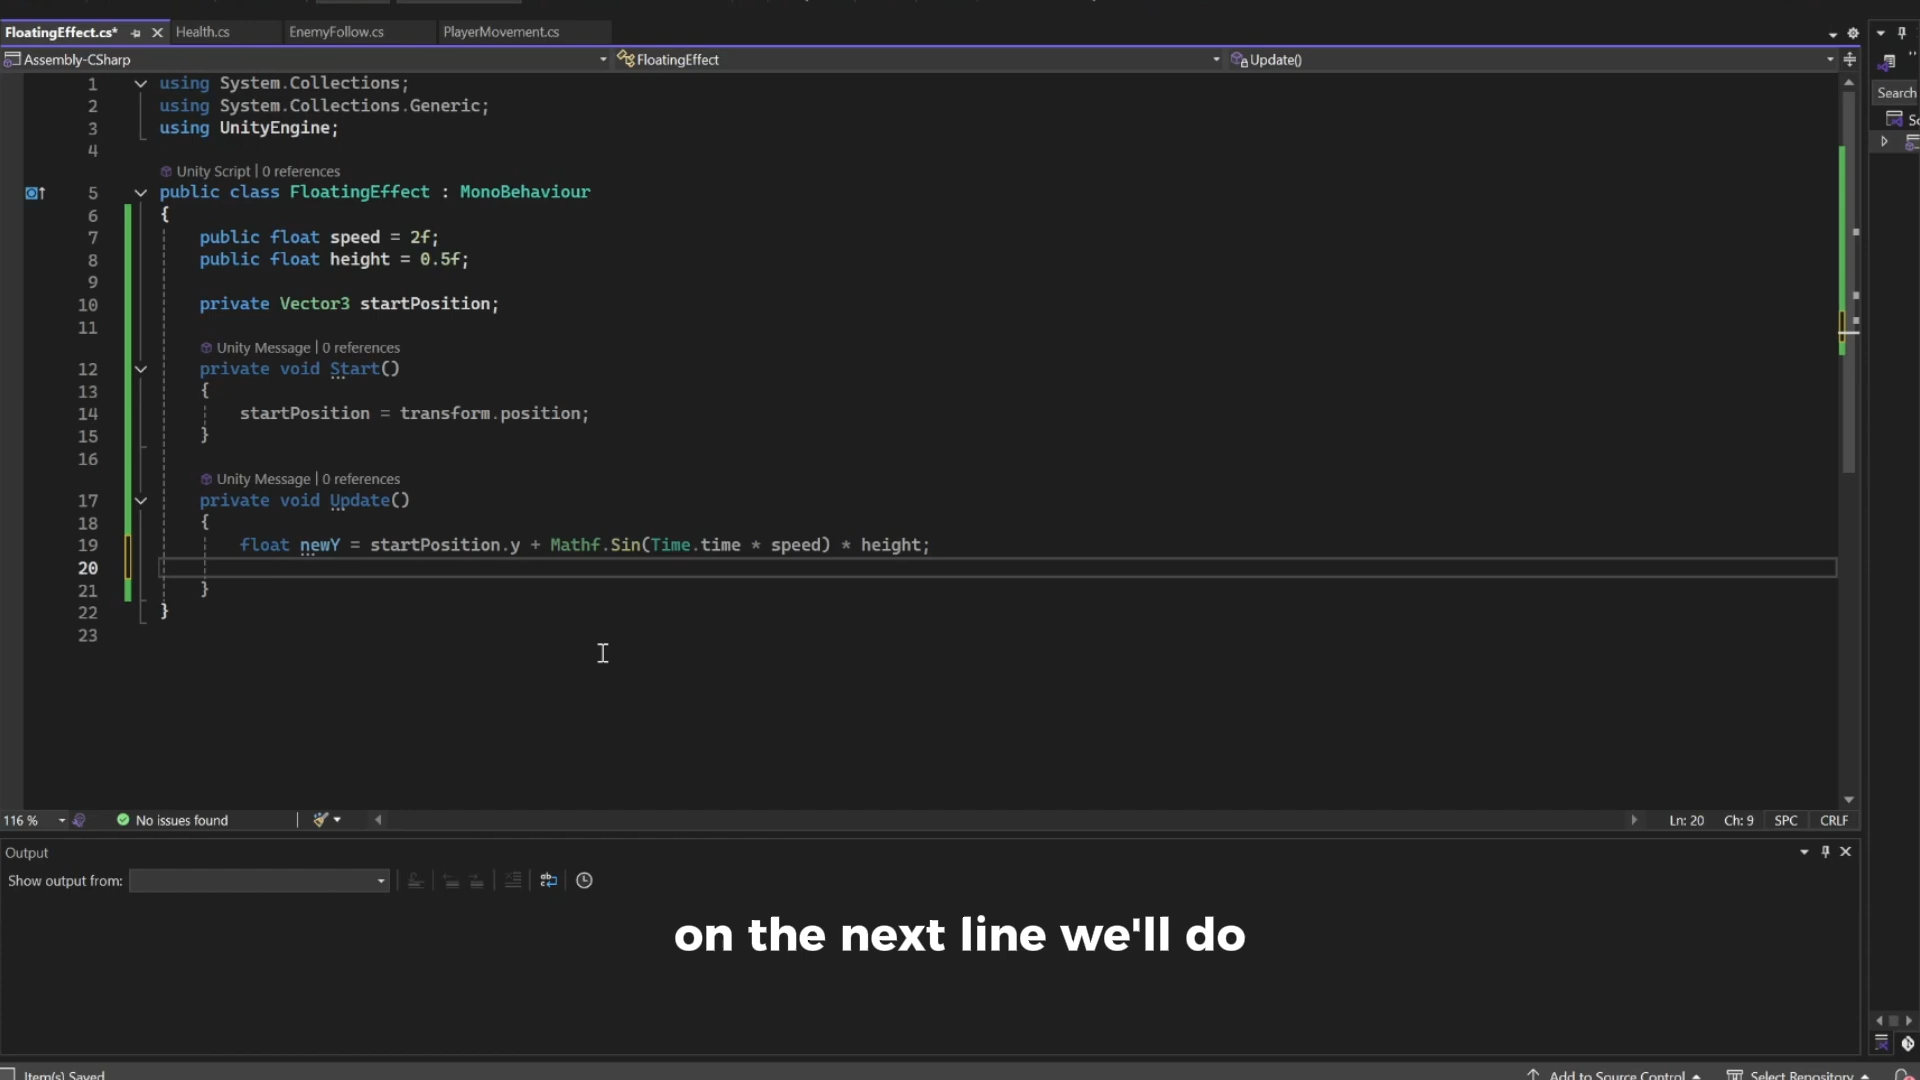 FloatingEffect.cs* Health.cs EnemyFollow.cs PlayerMovement.cs
Assembly-CSharp FloatingEffect Update()
Search
1 using System.Collections;
2 using System.Collections.Generic;
3 using UnityEngine;
4
Unity Script | 0 references
5 public class FloatingEffect : MonoBehaviour
6 {
7 public float speed = 2f;
8 public float height = 0.5f;
9
10 private Vector3 startPosition;
11
Unity Message | 0 references
12 private void Start()
13 {
14 startPosition = transform.position;
15 }
16
Unity Message | 0 references
17 private void Update()
18 {
19 float newY = startPosition.y + Mathf.Sin(Time.time * speed) * height;
20
21 }
22 }
23
116 % No issues found Ln: 20 Ch: 9 SPC CRLF
Output
Show output from:
on the next line we'll do
Item(s) Saved Add to Source Control Select Repository